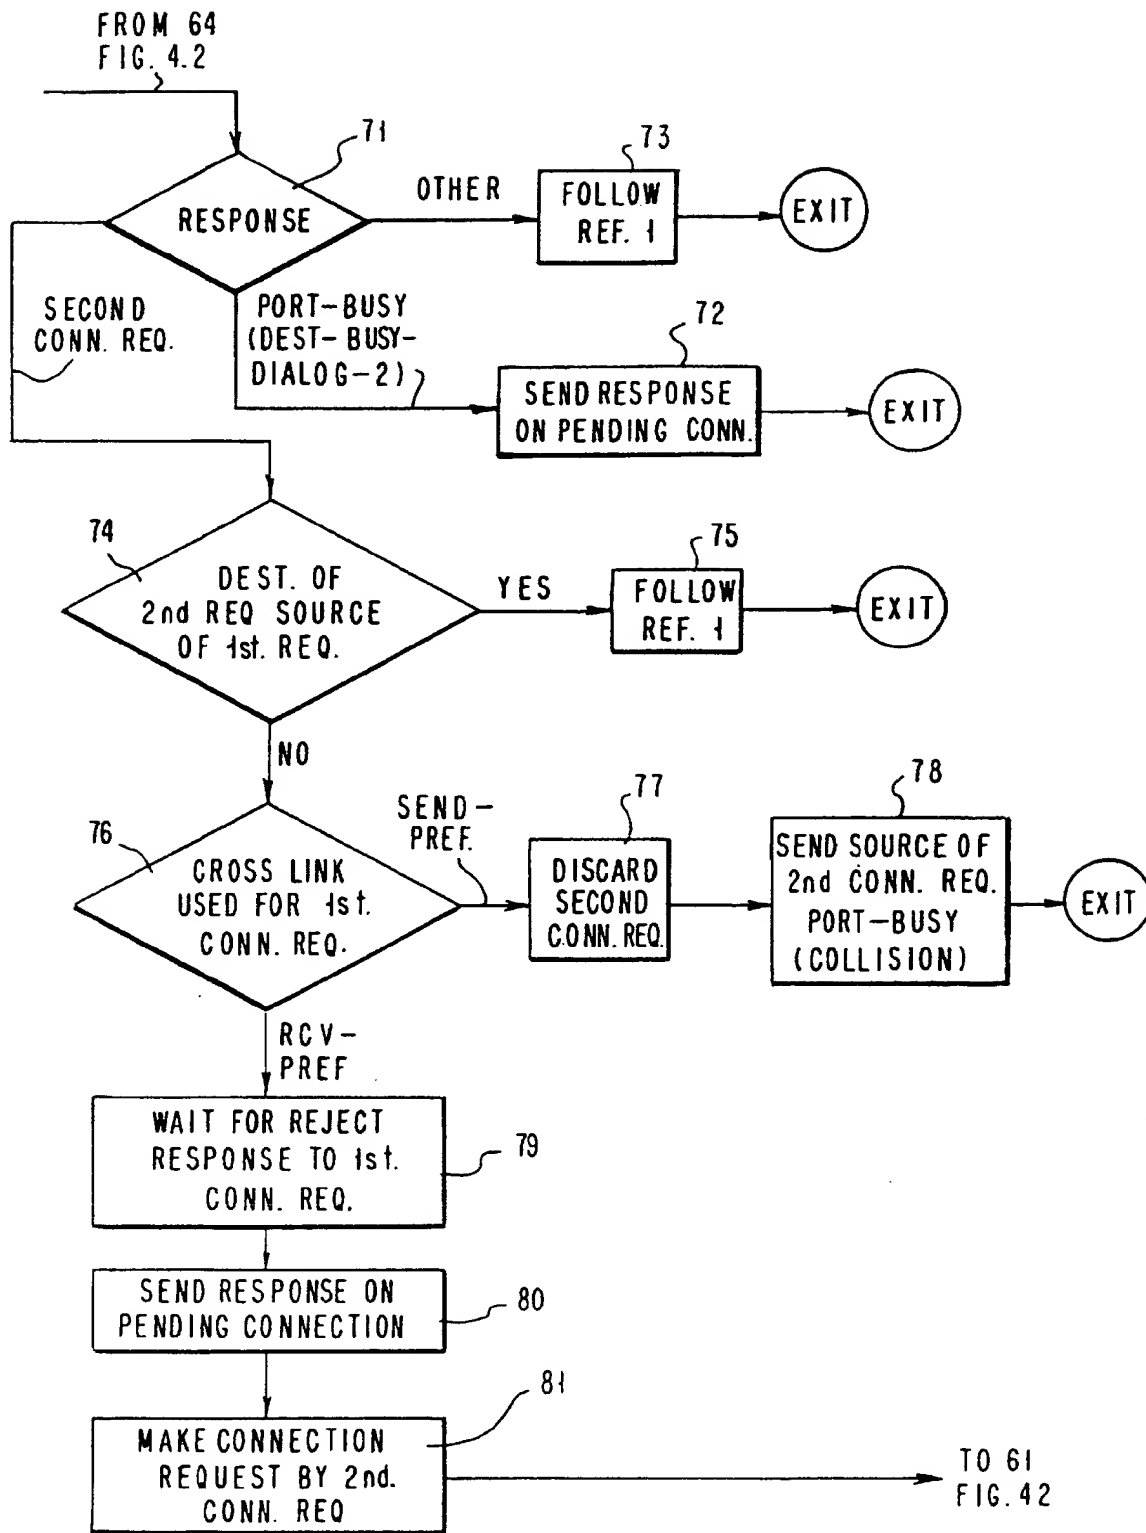 FROM 64
FIG. 4.2
71
RESPONSE
OTHER
73
FOLLOW
REF. 1
EXIT
SECOND
CONN. REQ.
PORT-BUSY
(DEST-BUSY-
DIALOG-2)
72
SEND RESPONSE
ON PENDING CONN.
EXIT
74
DEST. OF
2nd REQ SOURCE
OF 1st. REQ.
YES
75
FOLLOW
REF. 1
EXIT
NO
76
CROSS LINK
USED FOR 1st.
CONN. REQ.
SEND-
PREF.
77
DISCARD
SECOND
CONN. REQ.
78
SEND SOURCE OF
2nd CONN. REQ.
PORT-BUSY
(COLLISION)
EXIT
RCV-
PREF
WAIT FOR REJECT
RESPONSE TO 1st.
CONN. REQ.
79
SEND RESPONSE ON
PENDING CONNECTION
80
81
MAKE CONNECTION
REQUEST BY 2nd.
CONN. REQ
TO 61
FIG. 42